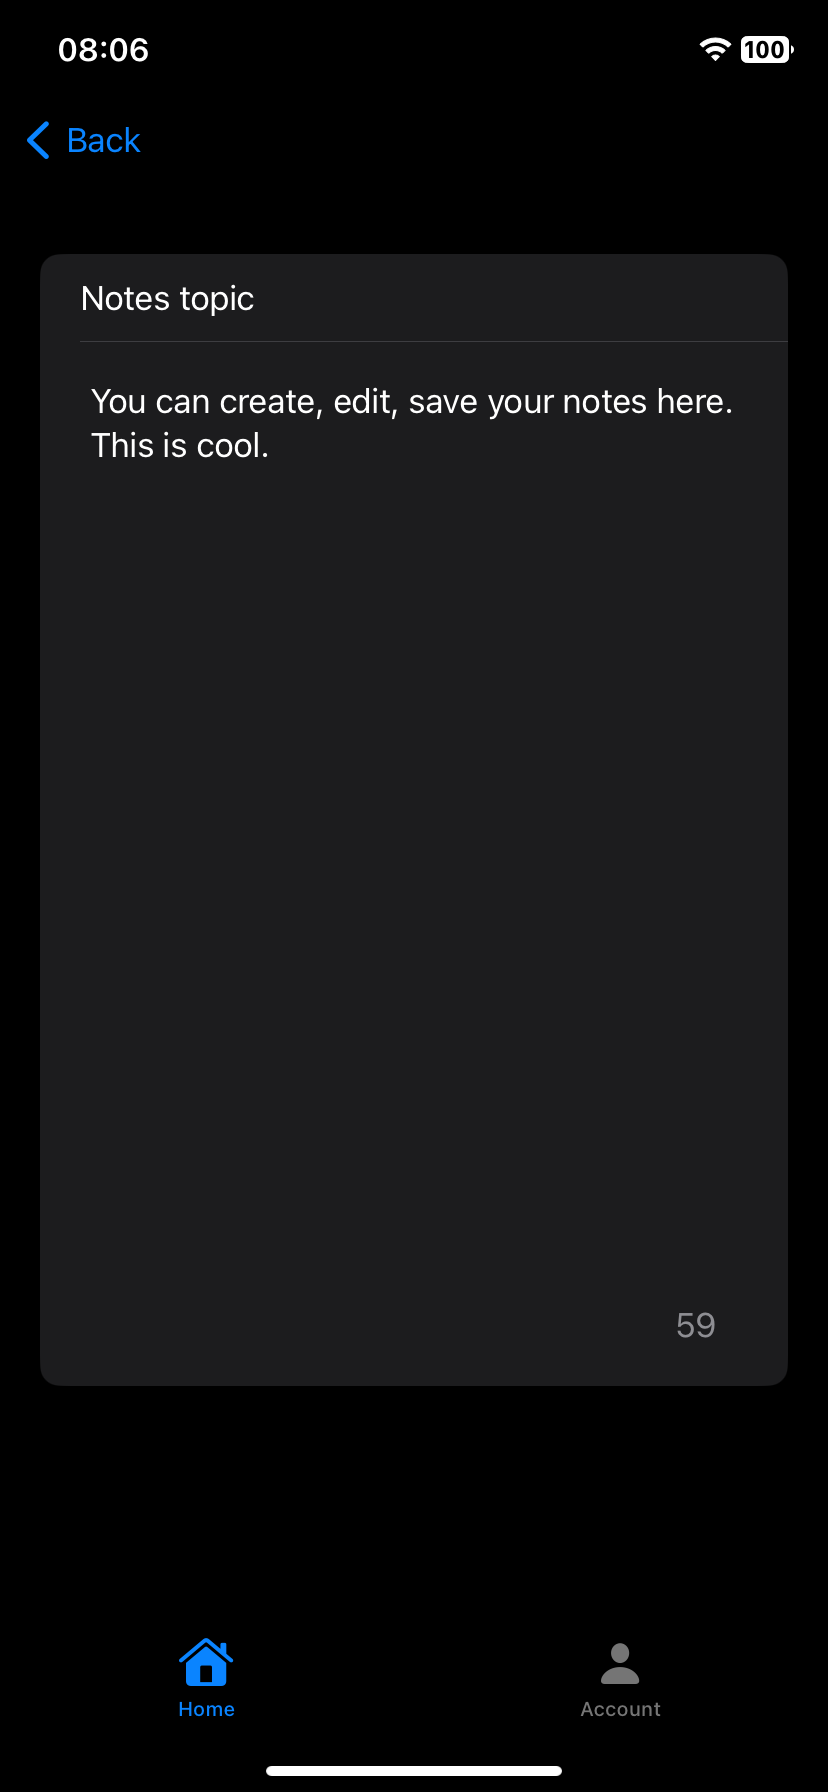 08:06
100
Back
Notes topic
You can create, edit, save your notes here.
This is cool.
59
Home
Account